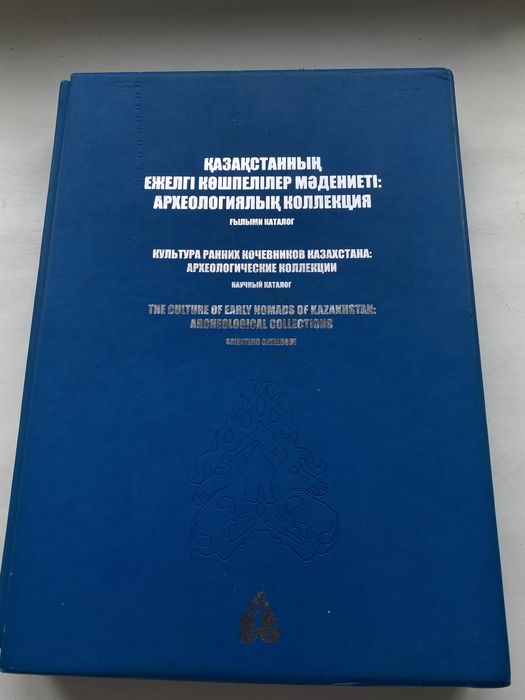 ҚАЗАҚСТАННЫҢ
ЕЖЕЛГІ КӨШПЕЛІЛЕР МӘДЕНИЕТІ:
АРХЕОЛОГИЯЛЫҚ КОЛЛЕКЦИЯ
ҒЫЛЫМИ КАТАЛОГ
КУЛЬТУРА РАННИХ КОЧЕВНИКОВ КАЗАХСТАНА:
АРХЕОЛОГИЧЕСКИЕ КОЛЛЕКЦИИ
НАУЧНЫЙ КАТАЛОГ
THE CULTURE OF EARLY NOMADS OF KAZAKHSTAN:
ARCHEOLOGICAL COLLECTIONS
SCIENTIFIC CATALOQUE